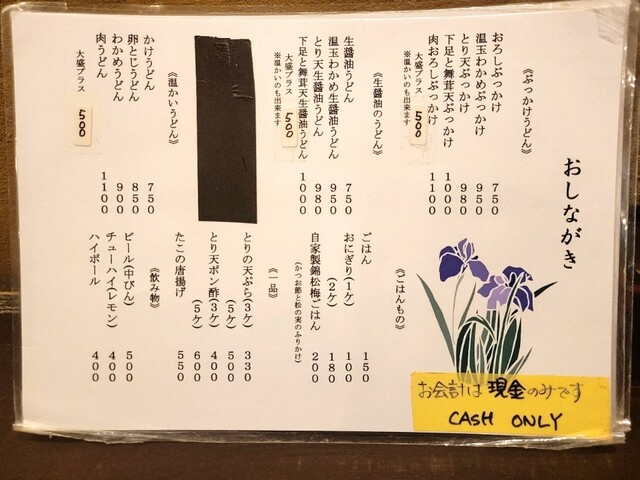 おしながき
《ぶっかけうどん》
おろしぶっかけ 750
温玉わかめぶっかけ 950
とり天ぶっかけ 980
下足と舞茸天ぶっかけ 1000
肉おろしぶっかけ 1100
大盛プラス 500
※温かいのも出来ます
《生醤油のうどん》
生醤油うどん 750
温玉わかめ生醤油うどん 950
とり天生醤油うどん 980
下足と舞茸天生醤油うどん 1000
大盛プラス 500
※温かいのも出来ます
《温かいうどん》
かけうどん 750
卵とじうどん 850
わかめうどん 900
肉うどん 1100
大盛プラス 500
《ごはんもの》
ごはん 150
おにぎり(1ケ) 100
(2ケ) 180
自家製錦松梅ごはん 200
(かつお節と松の実のふりかけ)
《一品》
とりの天ぷら(3ケ) 330
(5ケ) 500
とり天ポン酢(3ケ) 400
(5ケ) 600
たこの唐揚げ 550
《飲み物》
ビール(中びん) 500
チューハイ(レモン) 400
ハイボール 400
お会計は現金のみです
CASH ONLY